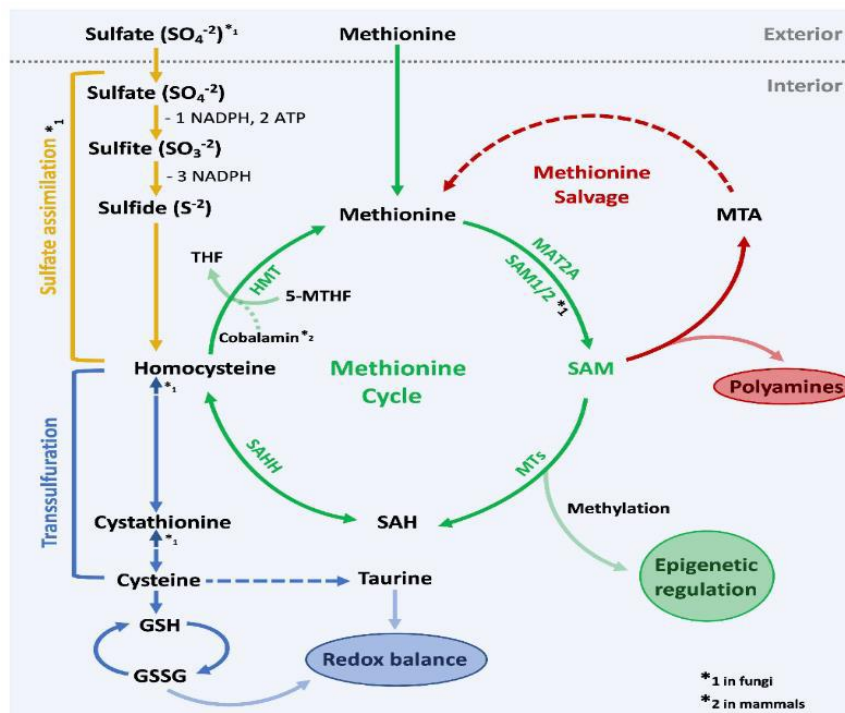 Sulfate (SO₄⁻²)*₁
Methionine
Exterior
Interior
Sulfate (SO₄⁻²)
- 1 NADPH, 2 ATP
Sulfite (SO₃⁻²)
- 3 NADPH
Sulfide (S⁻²)
Sulfate assimilation *₁
Methionine
Salvage
Methionine
MTA
MAT2A
SAM1/2 *₁
THF
HMT
5-MTHF
Cobalamin*₂
Homocysteine
Methionine
Cycle
SAM
Polyamines
*₁
SAHH
MTs
Transsulfuration
Methylation
Cystathionine
SAH
*₁
Epigenetic
regulation
Cysteine
Taurine
GSH
Redox balance
GSSG
*₁ in fungi
*₂ in mammals